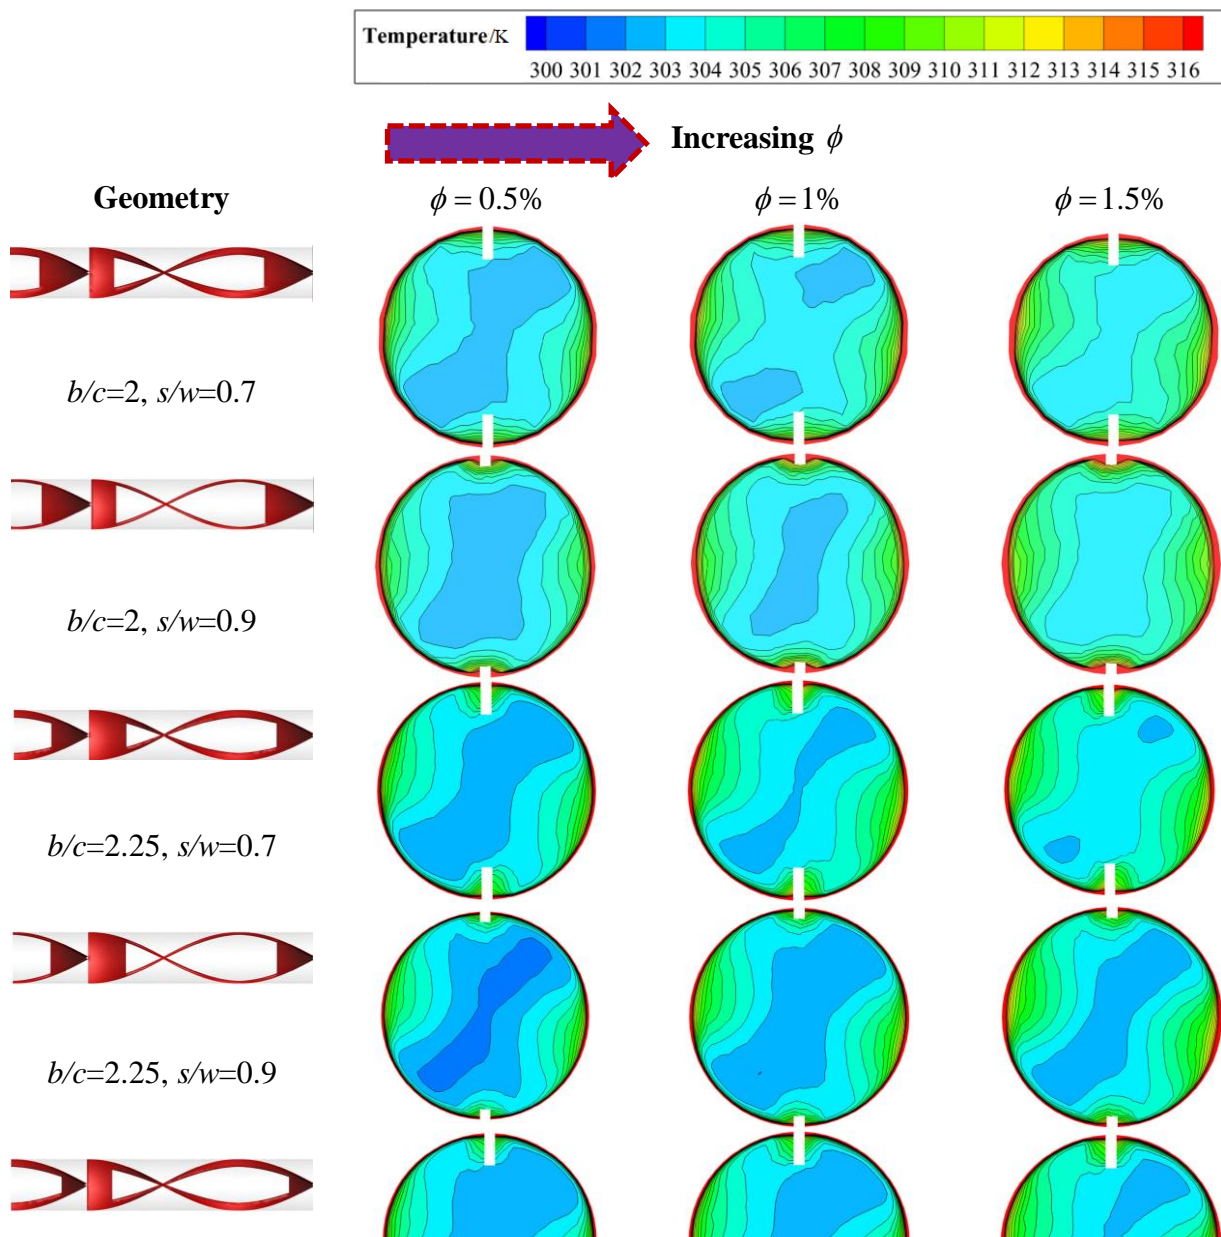 Temperature/K
300 301 302 303 304 305 306 307 308 309 310 311 312 313 314 315 316
Increasing ϕ
Geometry
ϕ = 0.5%
ϕ = 1%
ϕ = 1.5%
b/c=2, s/w=0.7
b/c=2, s/w=0.9
b/c=2.25, s/w=0.7
b/c=2.25, s/w=0.9